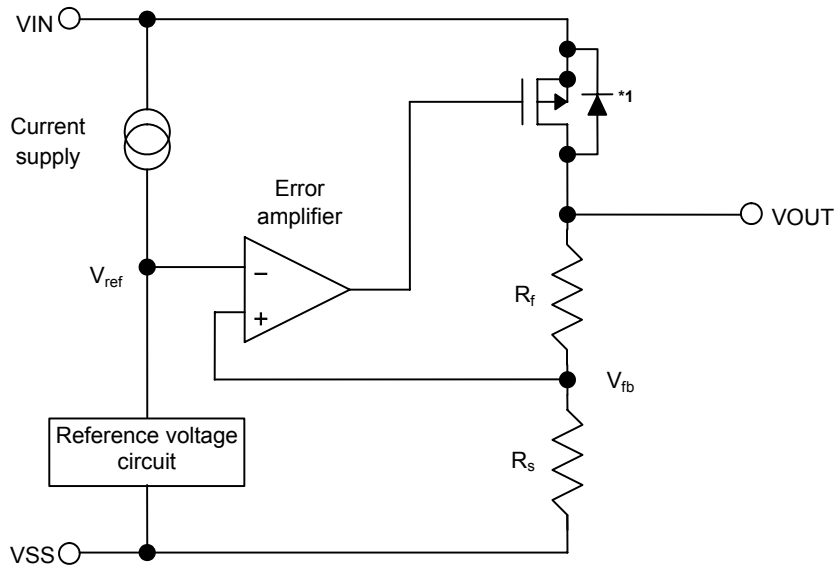 VIN
*1
Current
supply
Error
amplifier
VOUT
Vref
−
+
Rf
Vfb
Reference voltage
circuit
Rs
VSS